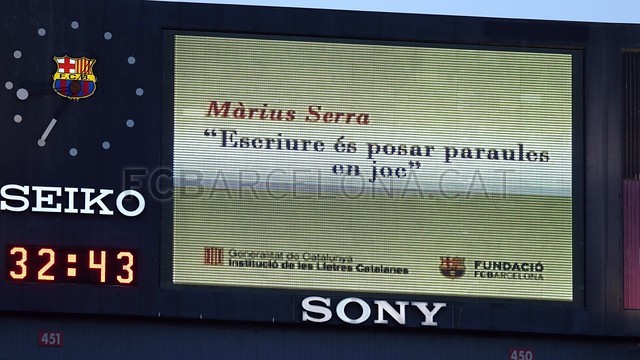 FCB
Màrius Serra
“Escriure és posar paraules
en joc”
FCBARCELONA.CAT
SEIKO
32:43
Generalitat de Catalunya
Institució de les Lletres Catalanes
FUNDACIÓ
FCBARCELONA
SONY
451
450